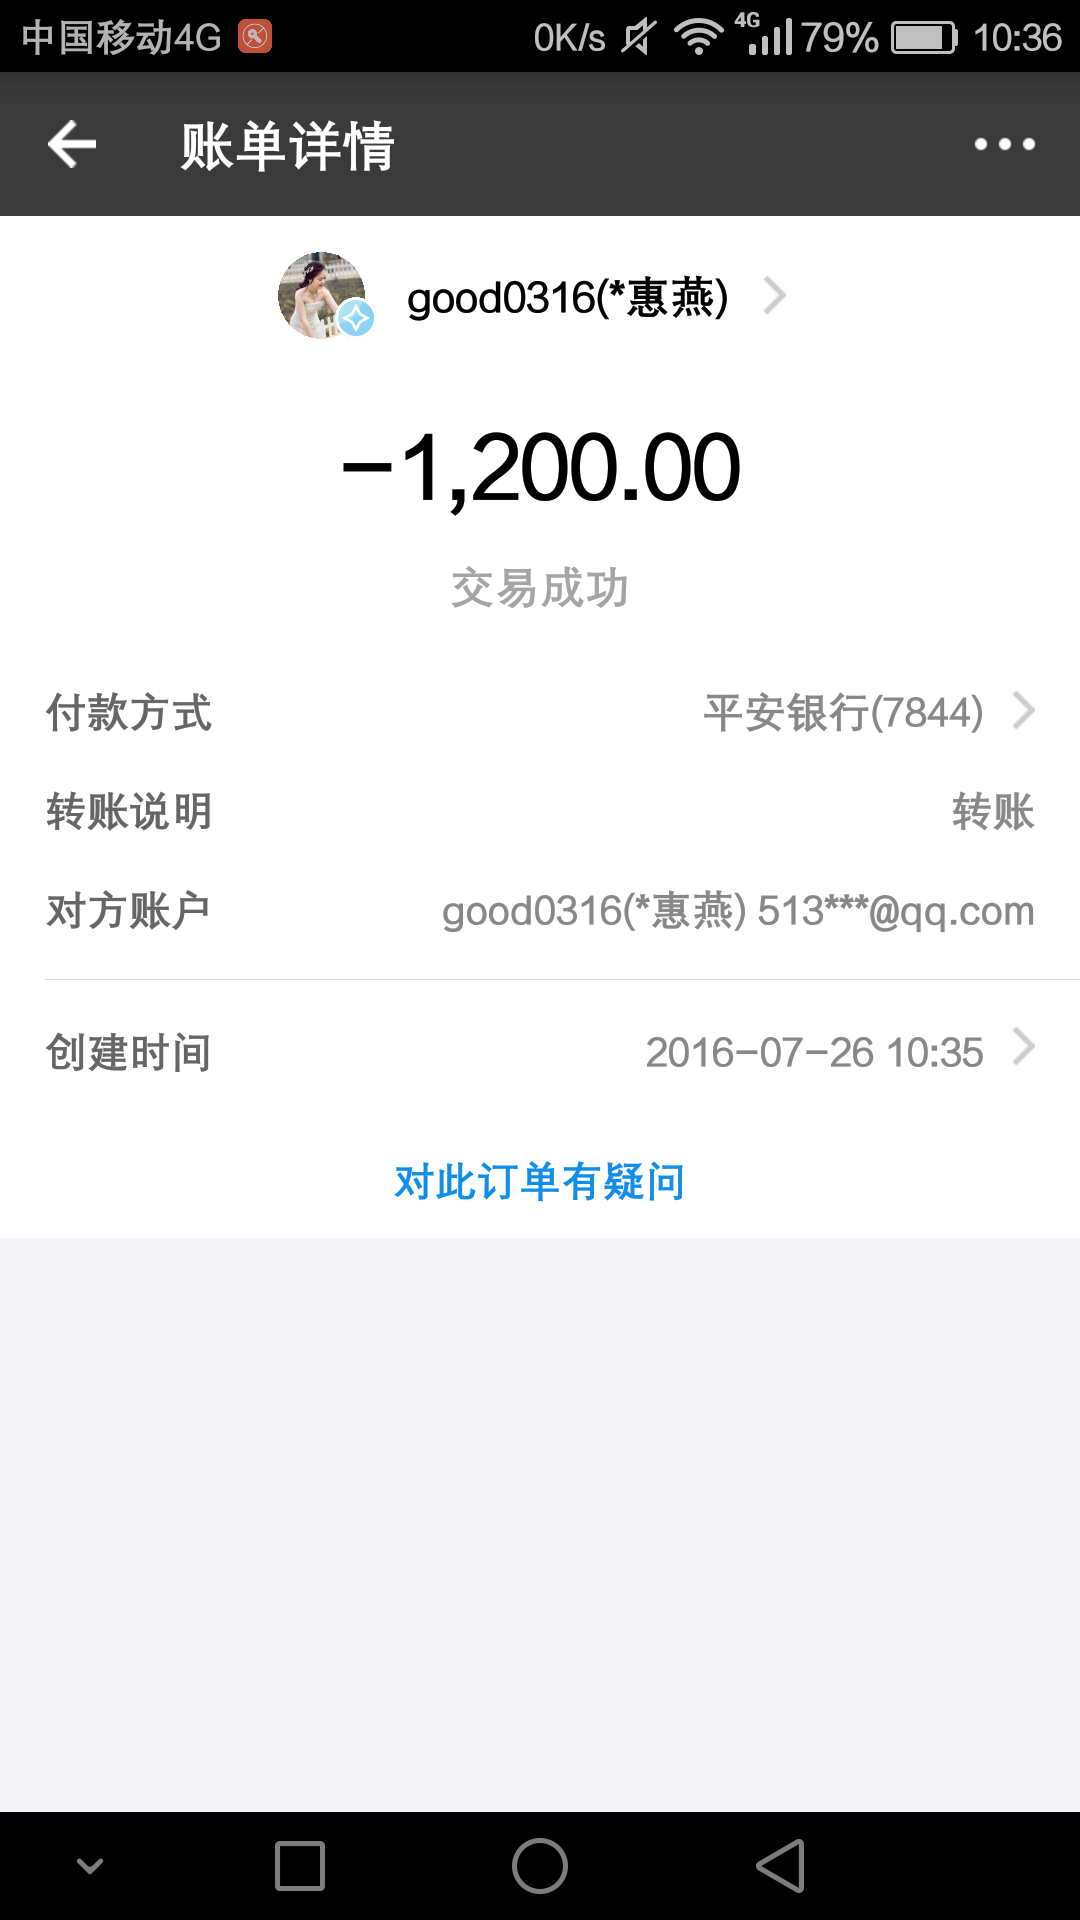 中国移动4G 0K/s 4G 79% 10:36
账单详情
good0316(*惠燕)
-1,200.00
交易成功
付款方式 平安银行(7844)
转账说明 转账
对方账户 good0316(*惠燕) 513***@qq.com
创建时间 2016-07-26 10:35
对此订单有疑问